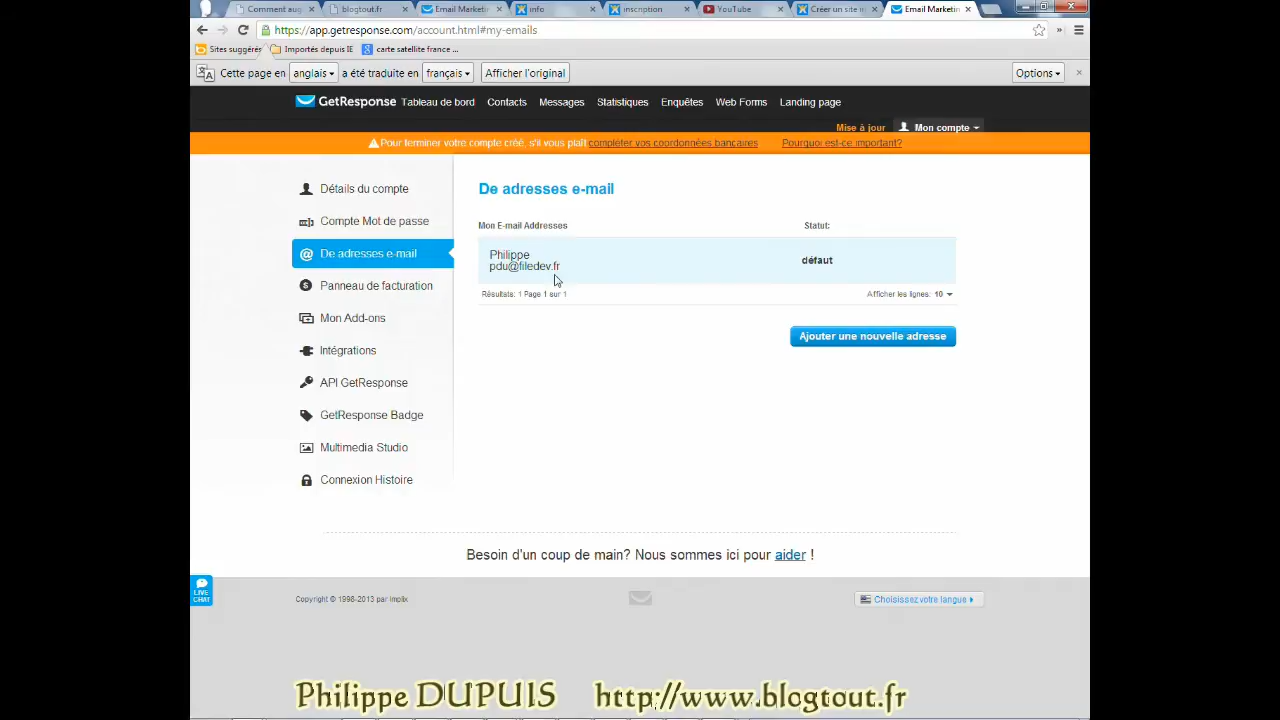 Comment aug
blogtout.fr
Email Marketin
info
inscription
YouTube
Créer un site in
Email Marketin
https://app.getresponse.com/account.html#my-emails
Sites suggérés
Importés depuis IE
carte satellite france ...
Cette page en anglais a été traduite en français Afficher l'original Options
GetResponse Tableau de bord Contacts Messages Statistiques Enquêtes Web Forms Landing page
Mise à jour Mon compte
Pour terminer votre compte créé, s'il vous plaît compléter vos coordonnées bancaires Pourquoi est-ce important?
Détails du compte
Compte Mot de passe
De adresses e-mail
Panneau de facturation
Mon Add-ons
Intégrations
API GetResponse
GetResponse Badge
Multimedia Studio
Connexion Histoire
De adresses e-mail
Mon E-mail Addresses Statut:
Philippe
pdu@filedev.fr
défaut
Résultats: 1 Page 1 sur 1 Afficher les lignes: 10
Ajouter une nouvelle adresse
Besoin d'un coup de main? Nous sommes ici pour aider !
LIVE
CHAT
Copyright © 1998-2013 par Implix
Choisissez votre langue
Philippe DUPUIS http://www.blogtout.fr